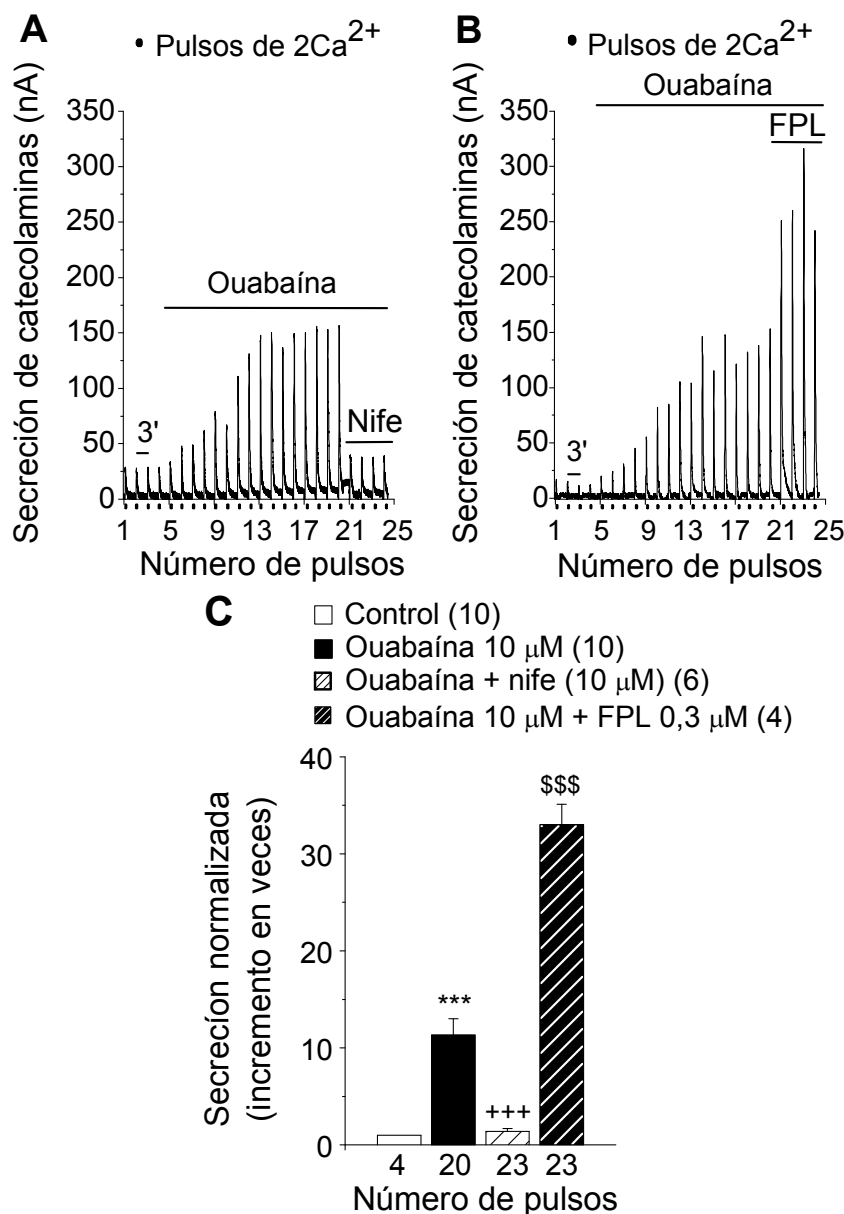 A
• Pulsos de 2Ca2+
Secreción de catecolaminas (nA)
350
300
250
200
150
100
50
0
Ouabaína
3'
Nife
1 5 9 13 17 21 25
Número de pulsos
B
• Pulsos de 2Ca2+
Secreción de catecolaminas (nA)
350
300
250
200
150
100
50
0
Ouabaína
FPL
3'
1 5 9 13 17 21 25
Número de pulsos
C
Control (10)
Ouabaína 10 μM (10)
Ouabaína + nife (10 μM) (6)
Ouabaína 10 μM + FPL 0,3 μM (4)
Secrecíon normalizada
(incremento en veces)
40
30
20
10
0
***
+++
$$$
4 20 23 23
Número de pulsos